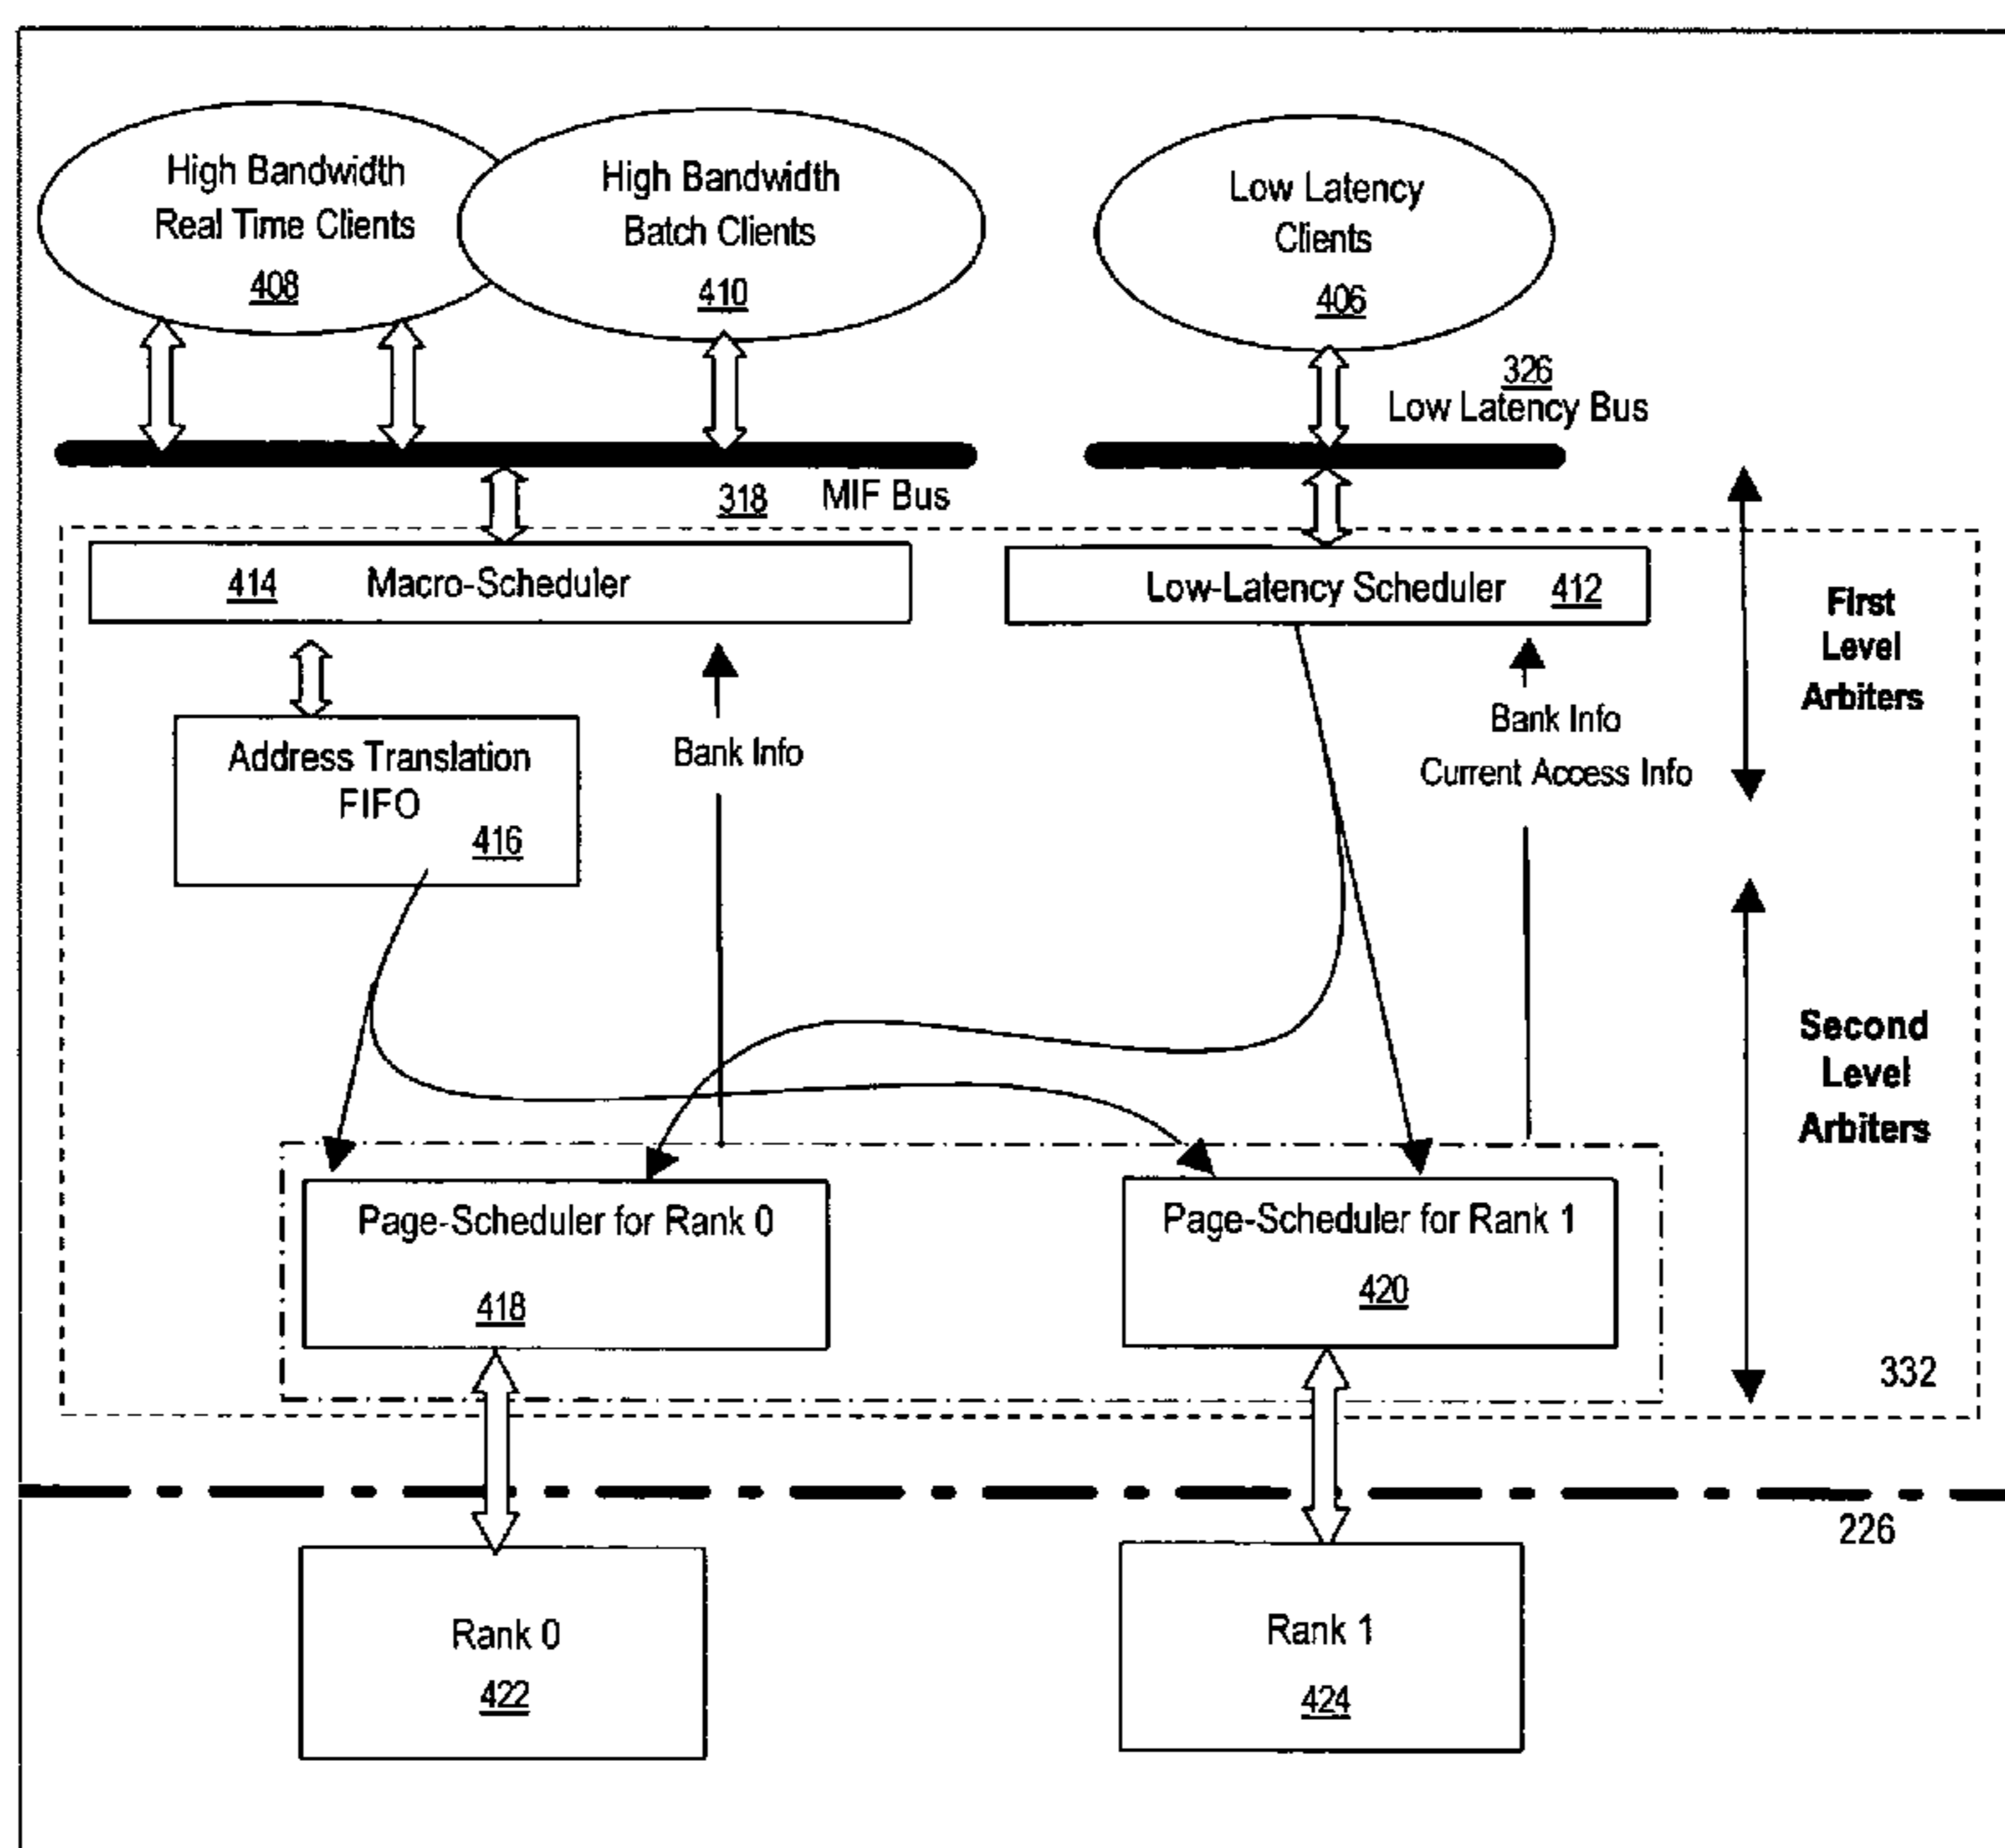 High Bandwidth
Real Time Clients
408
High Bandwidth
Batch Clients
410
Low Latency
Clients
406
326
Low Latency Bus
318 MIF Bus
414 Macro-Scheduler
Low-Latency Scheduler 412
First
Level
Arbiters
Address Translation
FIFO
416
Bank Info
Bank Info
Current Access Info
Second
Level
Arbiters
Page-Scheduler for Rank 0
418
Page-Scheduler for Rank 1
420
332
226
Rank 0
422
Rank 1
424